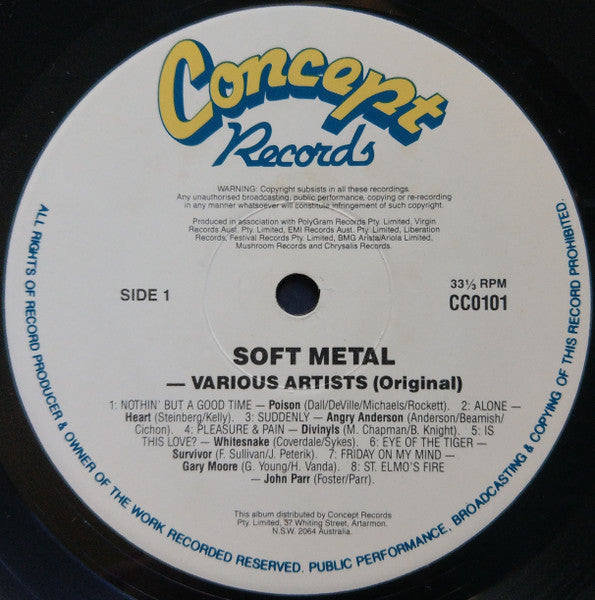 Concept
Records
WARNING: Copyright subsists in all these recordings.
Any unauthorised broadcasting, public performance, copying or re-recording
in any manner whatsoever will constitute infringement of such copyright.
Produced in association with PolyGram Records Pty. Limited, Virgin
Records Aust. Pty. Limited, EMI Records Aust. Pty. Limited, Liberation
Records, Festival Records Pty. Limited, BMG Arista/Ariola Limited,
Mushroom Records and Chrysalis Records.
SIDE 1
33⅓ RPM
CC0101
SOFT METAL
— VARIOUS ARTISTS (Original)
1: NOTHIN' BUT A GOOD TIME — Poison (Dall/DeVille/Michaels/Rockett). 2: ALONE —
Heart (Steinberg/Kelly). 3: SUDDENLY — Angry Anderson (Anderson/Beamish/
Cichon). 4: PLEASURE & PAIN — Divinyls (M. Chapman/B. Knight). 5: IS
THIS LOVE? — Whitesnake (Coverdale/Sykes). 6: EYE OF THE TIGER —
Survivor (F. Sullivan/J. Peterik). 7: FRIDAY ON MY MIND —
Gary Moore (G. Young/H. Vanda). 8: ST. ELMO'S FIRE
— John Parr (Foster/Parr).
This album distributed by Concept Records
Pty. Limited, 37 Whiting Street, Artarmon.
N.S.W. 2064 Australia.
ALL RIGHTS OF RECORD PRODUCER & OWNER OF THE WORK RECORDED RESERVED. PUBLIC PERFORMANCE, BROADCASTING & COPYING OF THIS RECORD PROHIBITED.